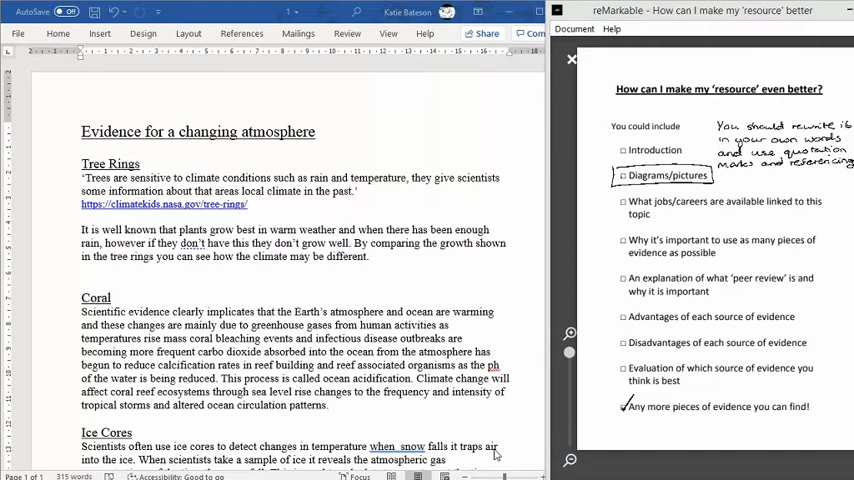 AutoSave Off
1
Katie Bateson
File Home Insert Draw Design Layout References Mailings Review View Help Share Com
Evidence for a changing atmosphere
Tree Rings
'Trees are sensitive to climate conditions such as rain and temperature, they give scientists
some information about that areas local climate in the past.'
https://climatekids.nasa.gov/tree-rings/
It is well known that plants grow best in warm weather and when there has been enough
rain, however if they don't have this they don't grow well. By comparing the growth shown
in the tree rings you can see how the climate may be different.
Coral
Scientific evidence clearly implicates that the Earth's atmosphere and ocean are warming
and these changes are mainly due to greenhouse gases from human activities as
temperatures rise mass coral bleaching events and infectious disease outbreaks are
becoming more frequent carbo dioxide absorbed into the ocean from the atmosphere has
begun to reduce calcification rates in reef building and reef associated organisms as the ph
of the water is being reduced. This process is called ocean acidification. Climate change will
affect coral reef ecosystems through sea level rise changes to the frequency and intensity of
tropical storms and altered ocean circulation patterns.
Ice Cores
Scientists often use ice cores to detect changes in temperature when snow falls it traps air
into the ice. When scientists take a sample of ice it reveals the atmospheric gas
Page 1 of 1 315 words Accessibility: Good to go Focus
reMarkable - How can I make my 'resource' better
Document Help
How can I make my 'resource' even better?
You could include
Introduction
Diagrams/pictures
What jobs/careers are available linked to this
topic
Why it's important to use as many pieces of
evidence as possible
An explanation of what 'peer review' is and
why it is important
Advantages of each source of evidence
Disadvantages of each source of evidence
Evaluation of which source of evidence you
think is best
Any more pieces of evidence you can find!
You should rewrite it
in your own words
and use quotation
marks and referencing